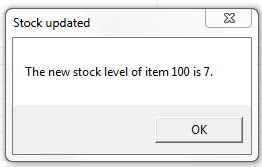 Stock updated
The new stock level of item 100 is 7.
OK